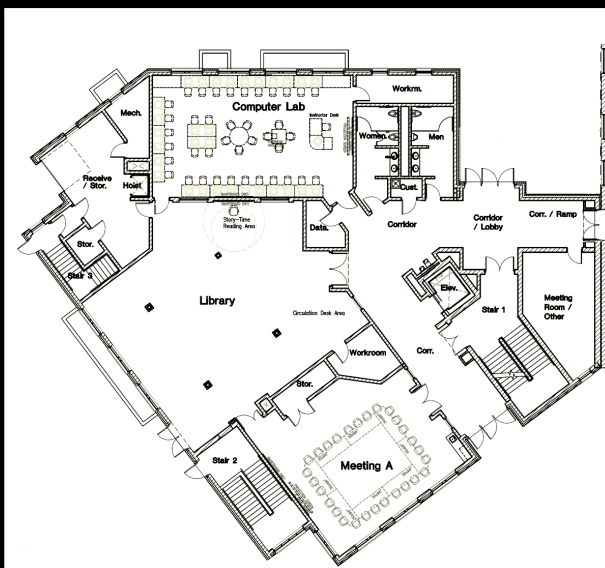 Workrm.
Computer Lab
Instructor Desk
Mech.
Women.
Men
Receive
/ Stor.
Hoist
Cust.
Story-Time
Reading Area
Data.
Corridor
Corridor
/ Lobby
Corr. / Ramp
Stor.
Stair 3
Elev.
Library
Circulation Desk Area
Stair 1
Meeting
Room /
Other
Workroom
Corr.
Stor.
Stair 2
Meeting A